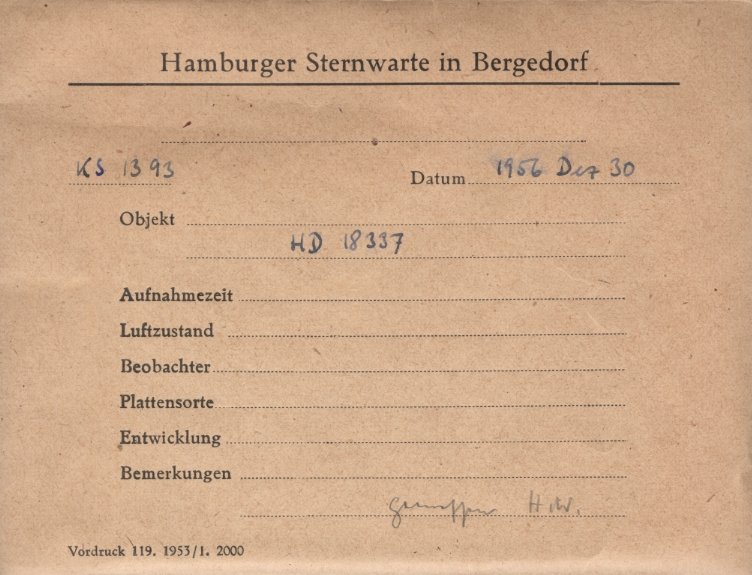 Hamburger Sternwarte in Bergedorf
KS 1393
Datum 1956 Dez 30
Objekt
HD 18337
Aufnahmezeit
Luftzustand
Beobachter
Plattensorte
Entwicklung
Bemerkungen
H.W.
Vordruck 119. 1953/1. 2000